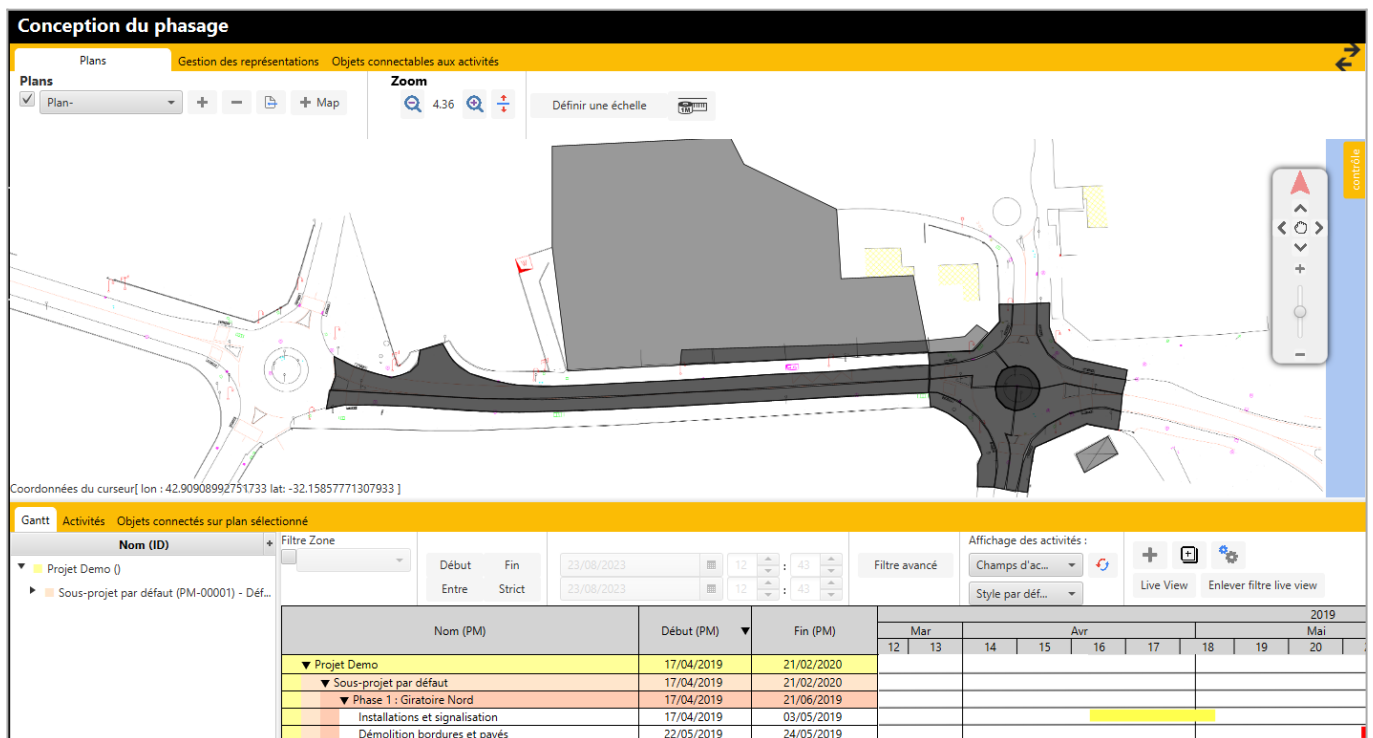 Conception du phasage
Plans Gestion des représentations Objets connectables aux activités
Plans Zoom
Plan- + Map 4.36 Définir une échelle 1M
contrôle
Coordonnées du curseur[ lon : 42.90908992751733 lat: -32.15857771307933 ]
Gantt Activités Objets connectés sur plan sélectionné
Nom (ID) + Filtre Zone Affichage des activités :
Projet Demo () Début Fin 23/08/2023 12 : 43 Filtre avancé Champs d'ac...
Sous-projet par défaut (PM-00001) - Déf... Entre Strict 23/08/2023 12 : 43 Style par déf... Live View Enlever filtre live view
2019
Nom (PM) Début (PM) Fin (PM) Mar Avr Mai
12 13 14 15 16 17 18 19 20
Projet Demo 17/04/2019 21/02/2020
Sous-projet par défaut 17/04/2019 21/02/2020
Phase 1 : Giratoire Nord 17/04/2019 21/06/2019
Installations et signalisation 17/04/2019 03/05/2019
Démolition bordures et pavés 22/05/2019 24/05/2019